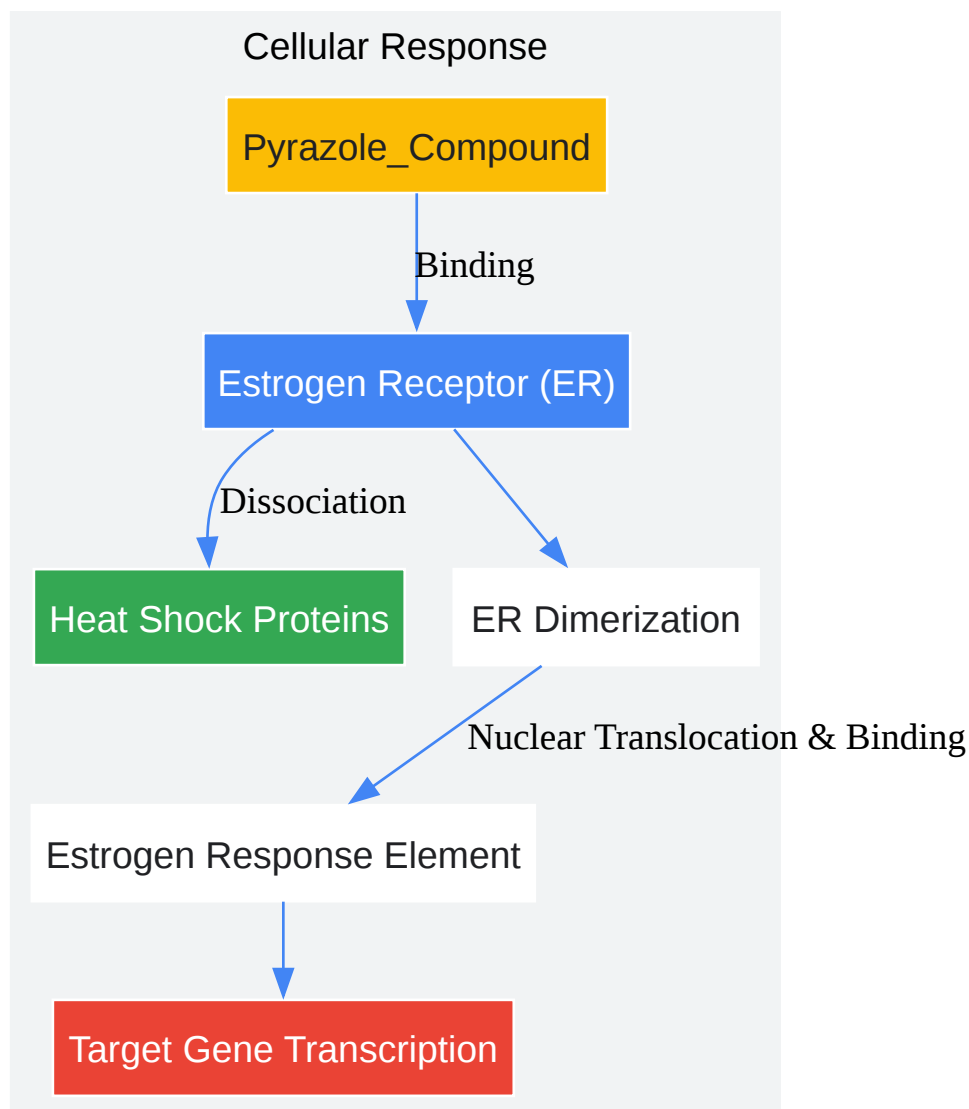 Cellular Response
Pyrazole_Compound
Binding
Estrogen Receptor (ER)
Dissociation
Heat Shock Proteins
ER Dimerization
Nuclear Translocation & Binding
Estrogen Response Element
Target Gene Transcription